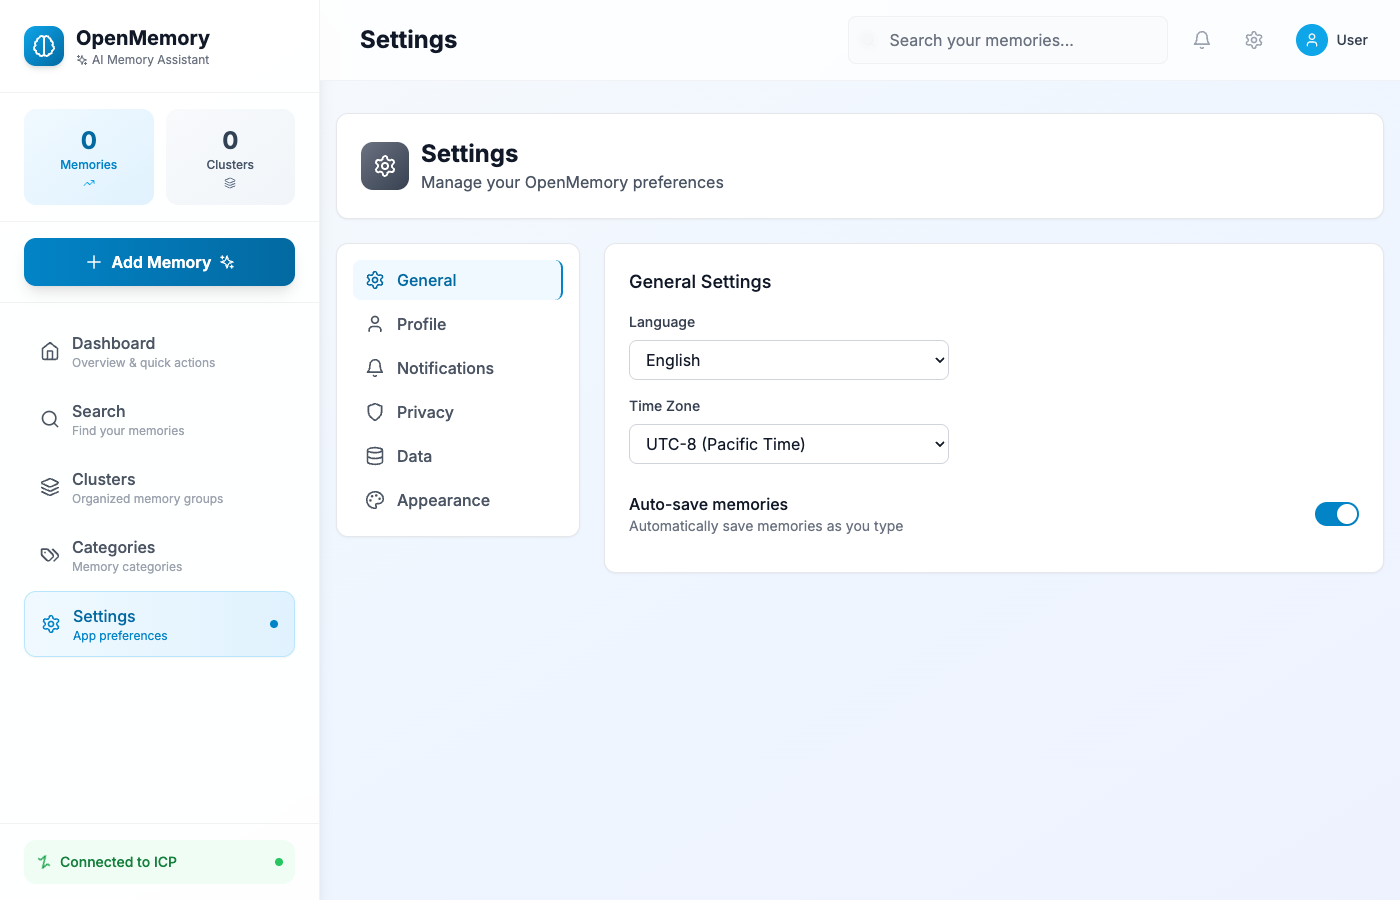 OpenMemory
AI Memory Assistant
0
Memories
0
Clusters
Add Memory
Dashboard
Overview & quick actions
Search
Find your memories
Clusters
Organized memory groups
Categories
Memory categories
Settings
App preferences
Connected to ICP
Settings
Search your memories...
User
Settings
Manage your OpenMemory preferences
General
Profile
Notifications
Privacy
Data
Appearance
General Settings
Language
English
Time Zone
UTC-8 (Pacific Time)
Auto-save memories
Automatically save memories as you type